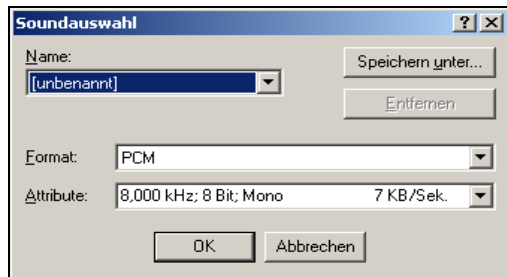 Soundauswahl
Name:
[unbenannt]
Speichern unter...
Entfernen
Format: PCM
Attribute: 8,000 kHz; 8 Bit; Mono 7 KB/Sek.
OK Abbrechen